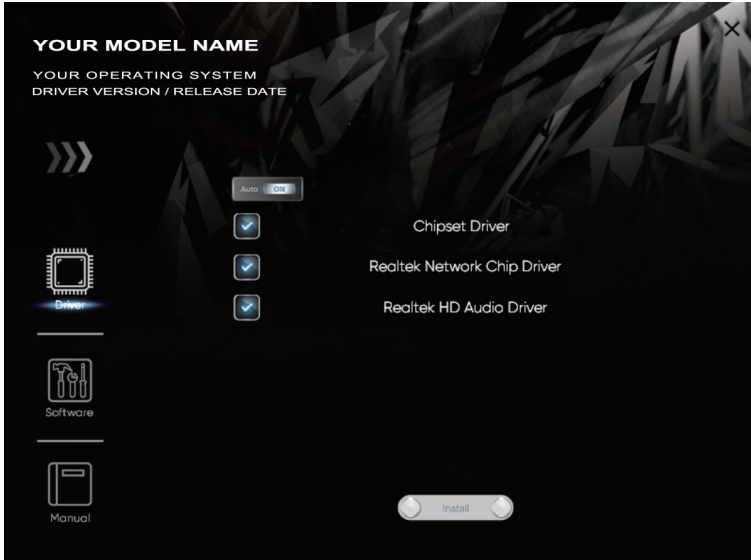 YOUR MODEL NAME
YOUR OPERATING SYSTEM
DRIVER VERSION / RELEASE DATE
Auto ON
Chipset Driver
Realtek Network Chip Driver
Realtek HD Audio Driver
Driver
Software
Manual
Install